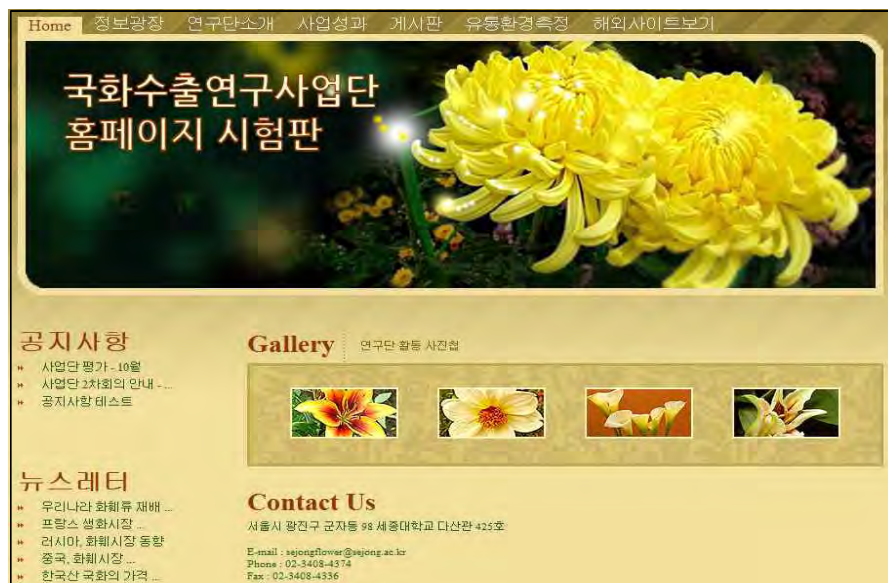 Home 정보광장 연구단소개 사업성과 게시판 유통환경측정 해외사이트보기
국화수출연구사업단
홈페이지 시험판
공지사항
사업단 평가 - 10월
사업단 2차회의 안내 - ...
공지사항 테스트
뉴스레터
우리나라 화훼류 재배 ...
프랑스 생화시장 ...
러시아, 화훼시장 동향
중국, 화훼시장 ...
한국산 국화의 가격 ...
Gallery 연구단 활동 사진첩
Contact Us
서울시 광진구 군자동 98 세종대학교 다산관 425호
E-mail : sejongflower@sejong.ac.kr
Phone : 02-3408-4374
Fax : 02-3408-4336